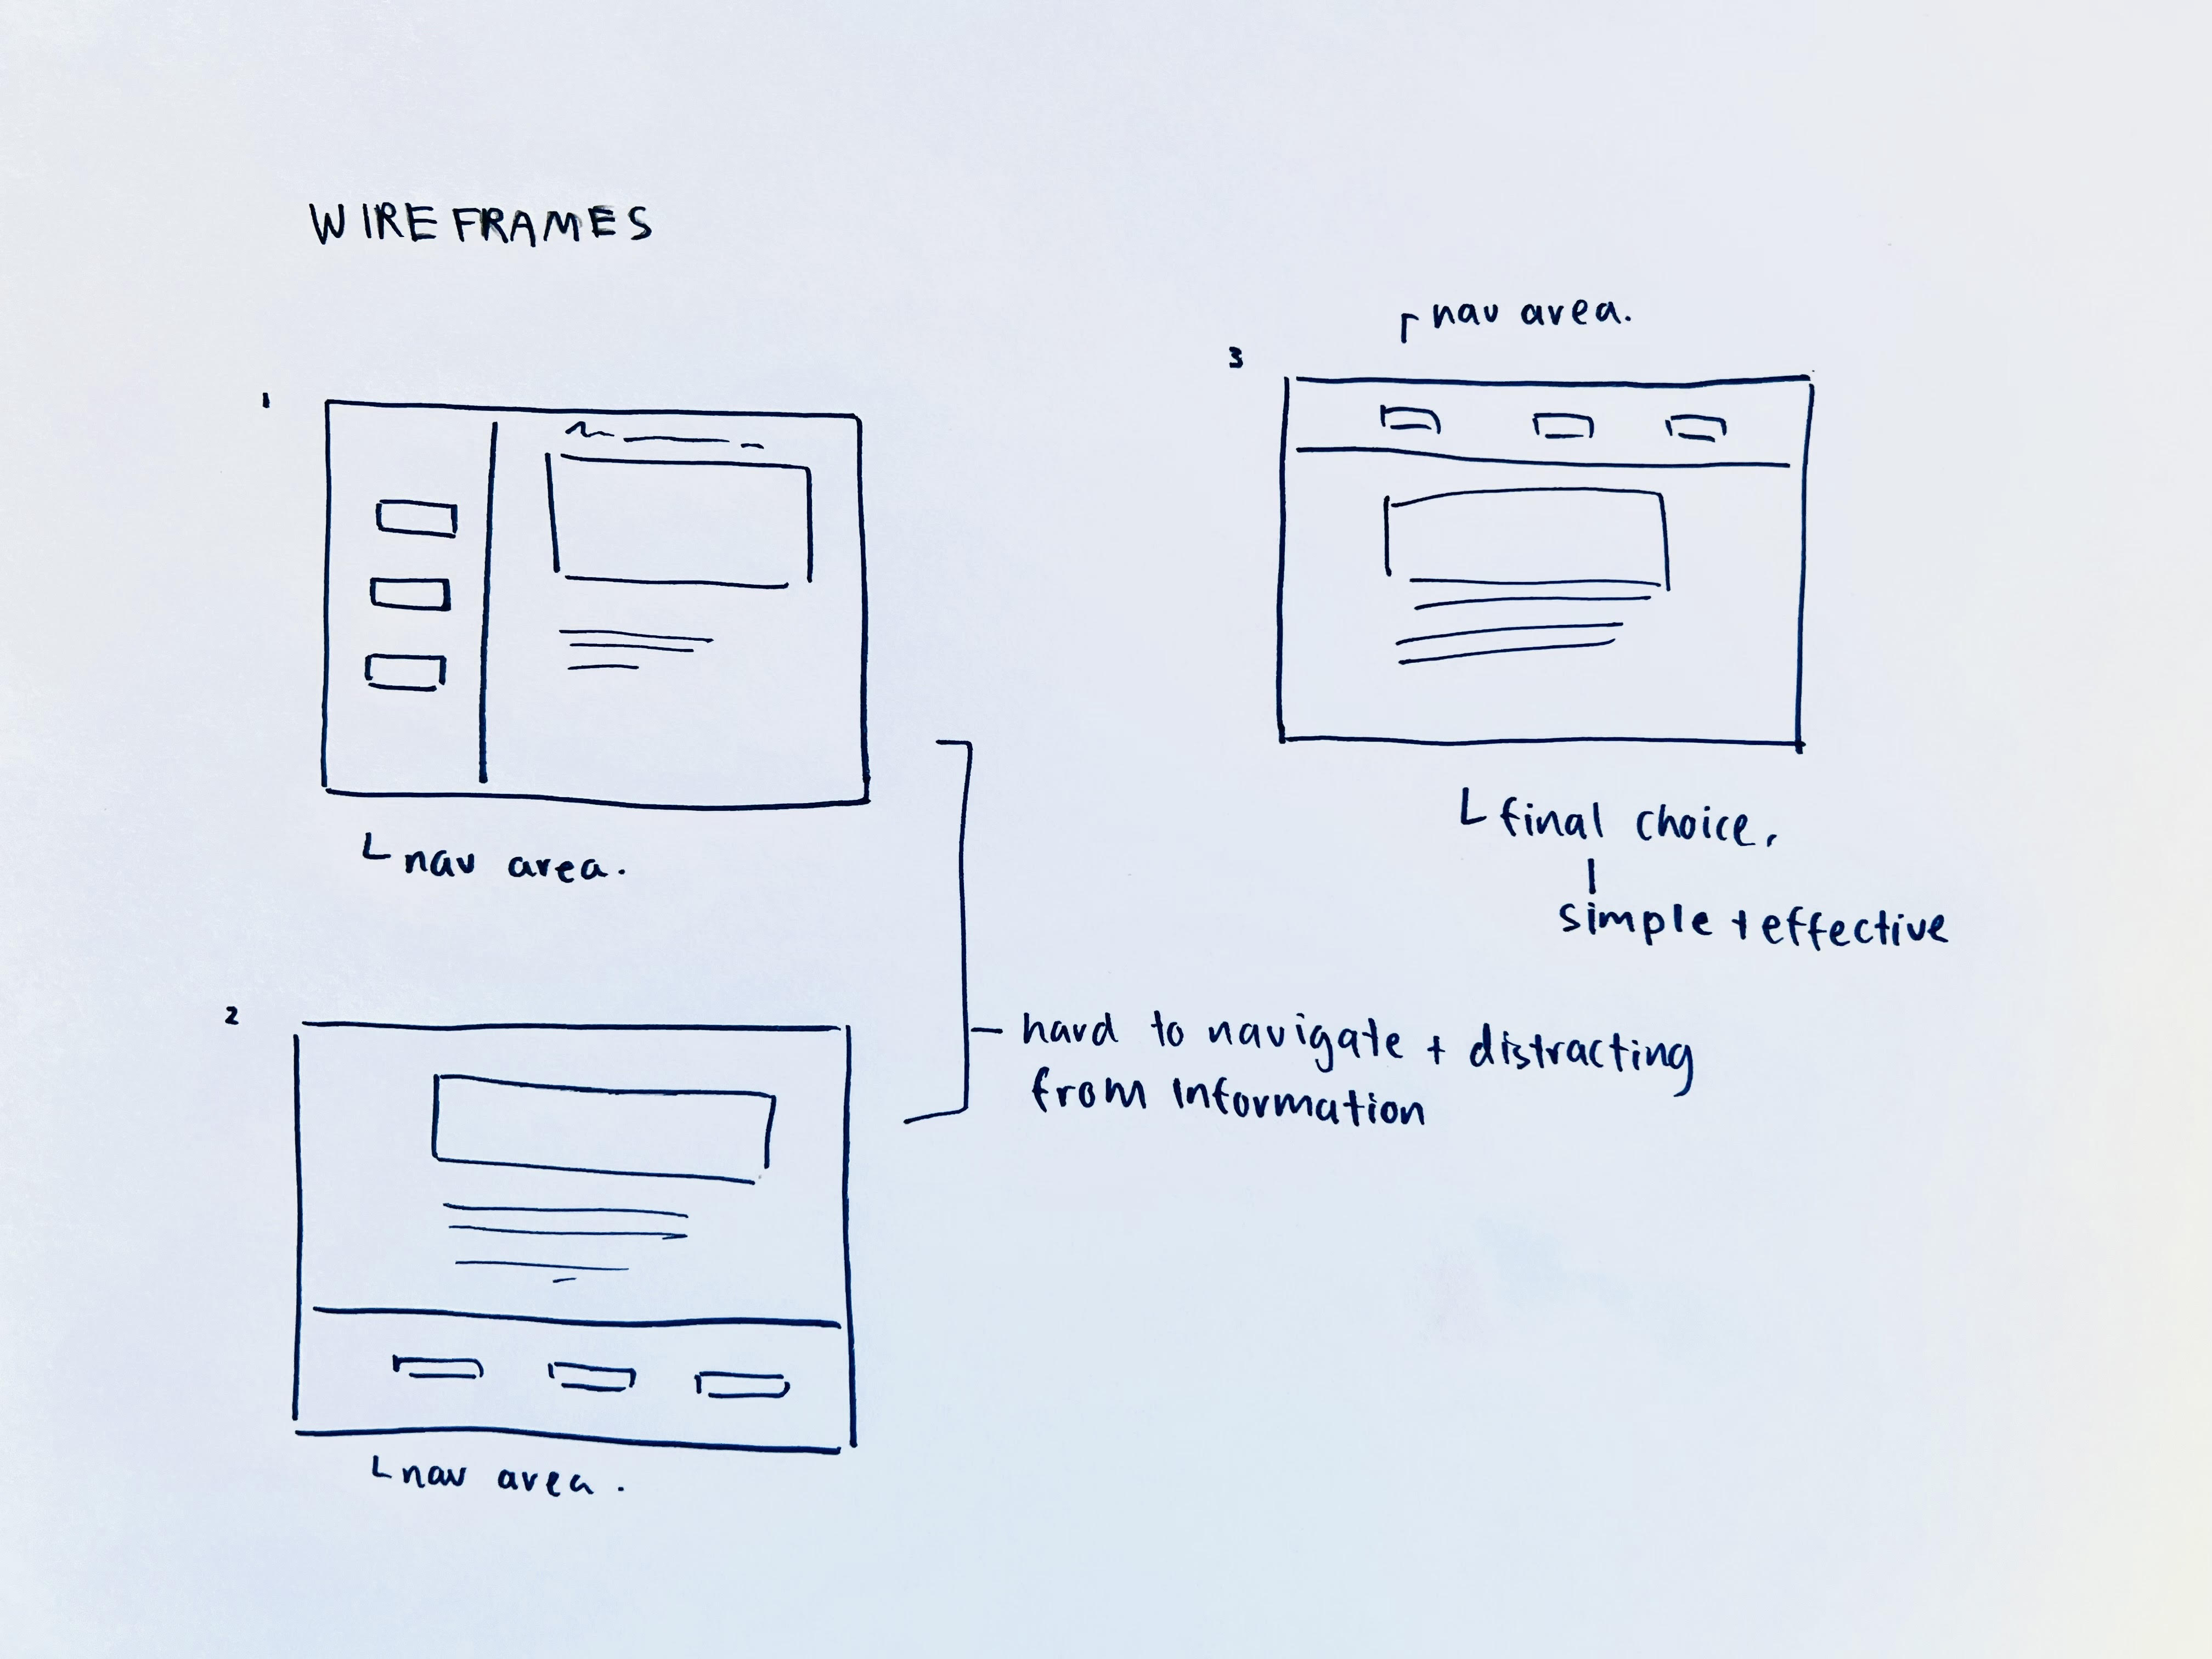 WIREFRAMES
1
nav area.
2
nav area.
hard to navigate + distracting
from information
3
nav area.
final choice.
simple + effective